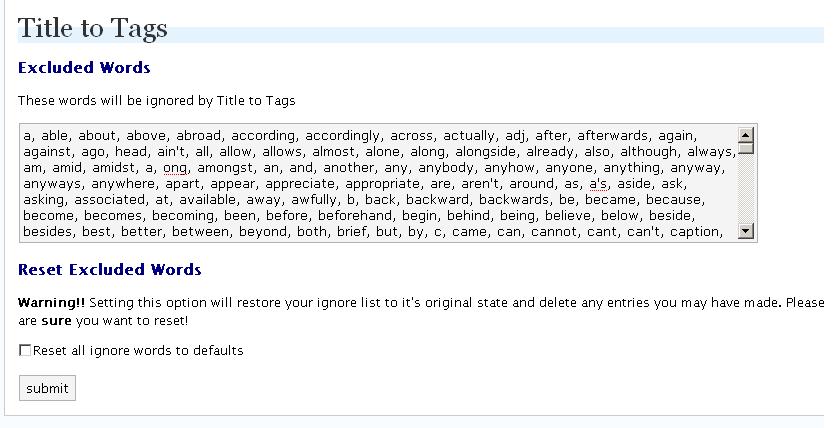 Title to Tags
Excluded Words
These words will be ignored by Title to Tags
a, able, about, above, abroad, according, accordingly, across, actually, adj, after, afterwards, again,
against, ago, head, ain't, all, allow, allows, almost, alone, along, alongside, already, also, although, always,
am, amid, amidst, a, ong, amongst, an, and, another, any, anybody, anyhow, anyone, anything, anyway,
anyways, anywhere, apart, appear, appreciate, appropriate, are, aren't, around, as, a's, aside, ask,
asking, associated, at, available, away, awfully, b, back, backward, backwards, be, became, because,
become, becomes, becoming, been, before, beforehand, begin, behind, being, believe, below, beside,
besides, best, better, between, beyond, both, brief, but, by, c, came, can, cannot, cant, can't, caption,
Reset Excluded Words
Warning!! Setting this option will restore your ignore list to it's original state and delete any entries you may have made. Please
are sure you want to reset!
Reset all ignore words to defaults
submit